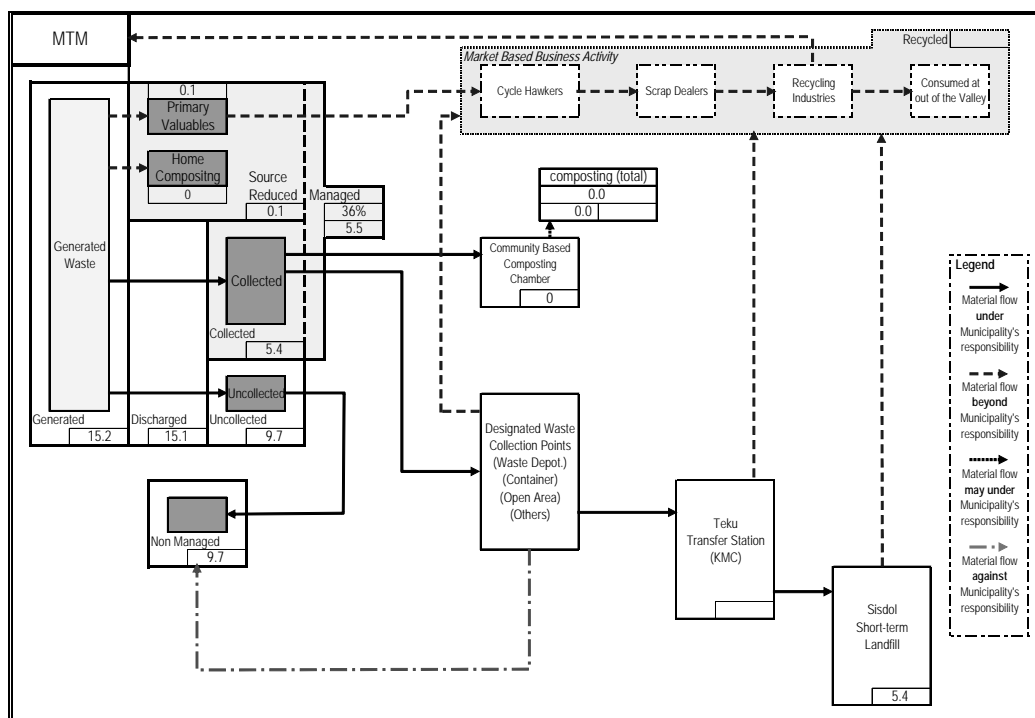 MTM
Recycled
Market Based Business Activity
Cycle Hawkers
Scrap Dealers
Recycling
Industries
Consumed at
out of the Valley
0.1
Primary
Valuables
Home
Compositng
0
Source
Reduced
0.1
Managed
36%
5.5
composting (total)
0.0
0.0
Generated
Waste
Collected
Collected
5.4
Community Based
Composting
Chamber
0
Uncollected
Generated
15.2
Discharged
15.1
Uncollected
9.7
Designated Waste
Collection Points
(Waste Depot.)
(Container)
(Open Area)
(Others)
Non Managed
9.7
Teku
Transfer Station
(KMC)
Sisdol
Short-term
Landfill
5.4
Legend
Material flow
under
Municipality's
responsibility
Material flow
beyond
Municipality's
responsibility
Material flow
may under
Municipality's
responsibility
Material flow
against
Municipality's
responsibility